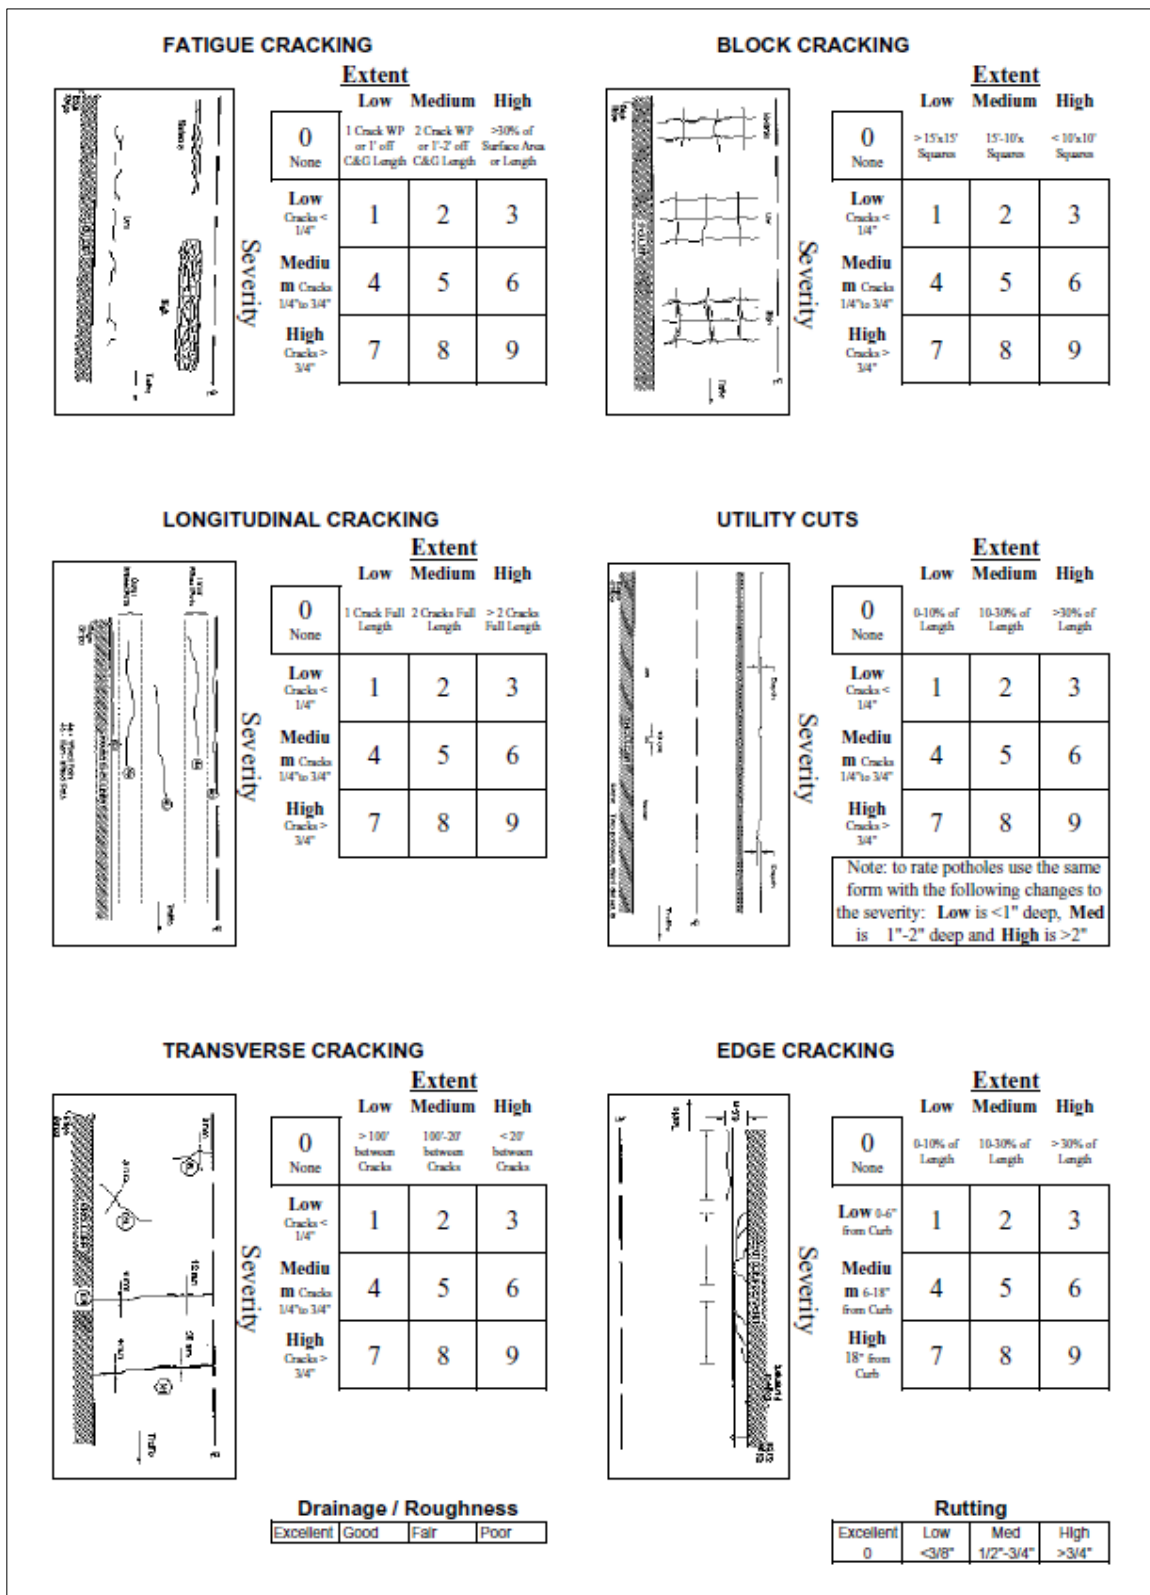 FATIGUE CRACKING
Extent
Low Medium High
0 None
1 Crack WP or 1' off C&G Length
2 Crack WP or 1'-2' off C&G Length
>30% of Surface Area or Length
Severity
Low Cracks < 1/4"
1 2 3
Mediu m Cracks 1/4"to 3/4"
4 5 6
High Cracks > 3/4"
7 8 9
Traffic
BLOCK CRACKING
Extent
Low Medium High
0 None
> 15'x15' Squares
15'-10'x Squares
< 10'x10' Squares
Severity
Low Cracks < 1/4"
1 2 3
Mediu m Cracks 1/4"to 3/4"
4 5 6
High Cracks > 3/4"
7 8 9
Traffic
LONGITUDINAL CRACKING
Extent
Low Medium High
0 None
1 Crack Full Length
2 Cracks Full Length
> 2 Cracks Full Length
Severity
Low Cracks < 1/4"
1 2 3
Mediu m Cracks 1/4"to 3/4"
4 5 6
High Cracks > 3/4"
7 8 9
Traffic
UTILITY CUTS
Extent
Low Medium High
0 None
0-10% of Length
10-30% of Length
>30% of Length
Severity
Low Cracks < 1/4"
1 2 3
Mediu m Cracks 1/4"to 3/4"
4 5 6
High Cracks > 3/4"
7 8 9
Traffic
Note: to rate potholes use the same
form with the following changes to
the severity: Low is <1" deep, Med
is 1"-2" deep and High is >2"
TRANSVERSE CRACKING
Extent
Low Medium High
0 None
> 100' between Cracks
100'-20' between Cracks
< 20' between Cracks
Severity
Low Cracks < 1/4"
1 2 3
Mediu m Cracks 1/4"to 3/4"
4 5 6
High Cracks > 3/4"
7 8 9
Traffic
EDGE CRACKING
Extent
Low Medium High
0 None
0-10% of Length
10-30% of Length
> 30% of Length
Severity
Low 0-6" from Curb
1 2 3
Mediu m 6-18" from Curb
4 5 6
High 18" from Curb
7 8 9
Drainage / Roughness
Excellent Good Fair Poor
Rutting
Excellent Low Med High
0 <3/8" 1/2"-3/4" >3/4"